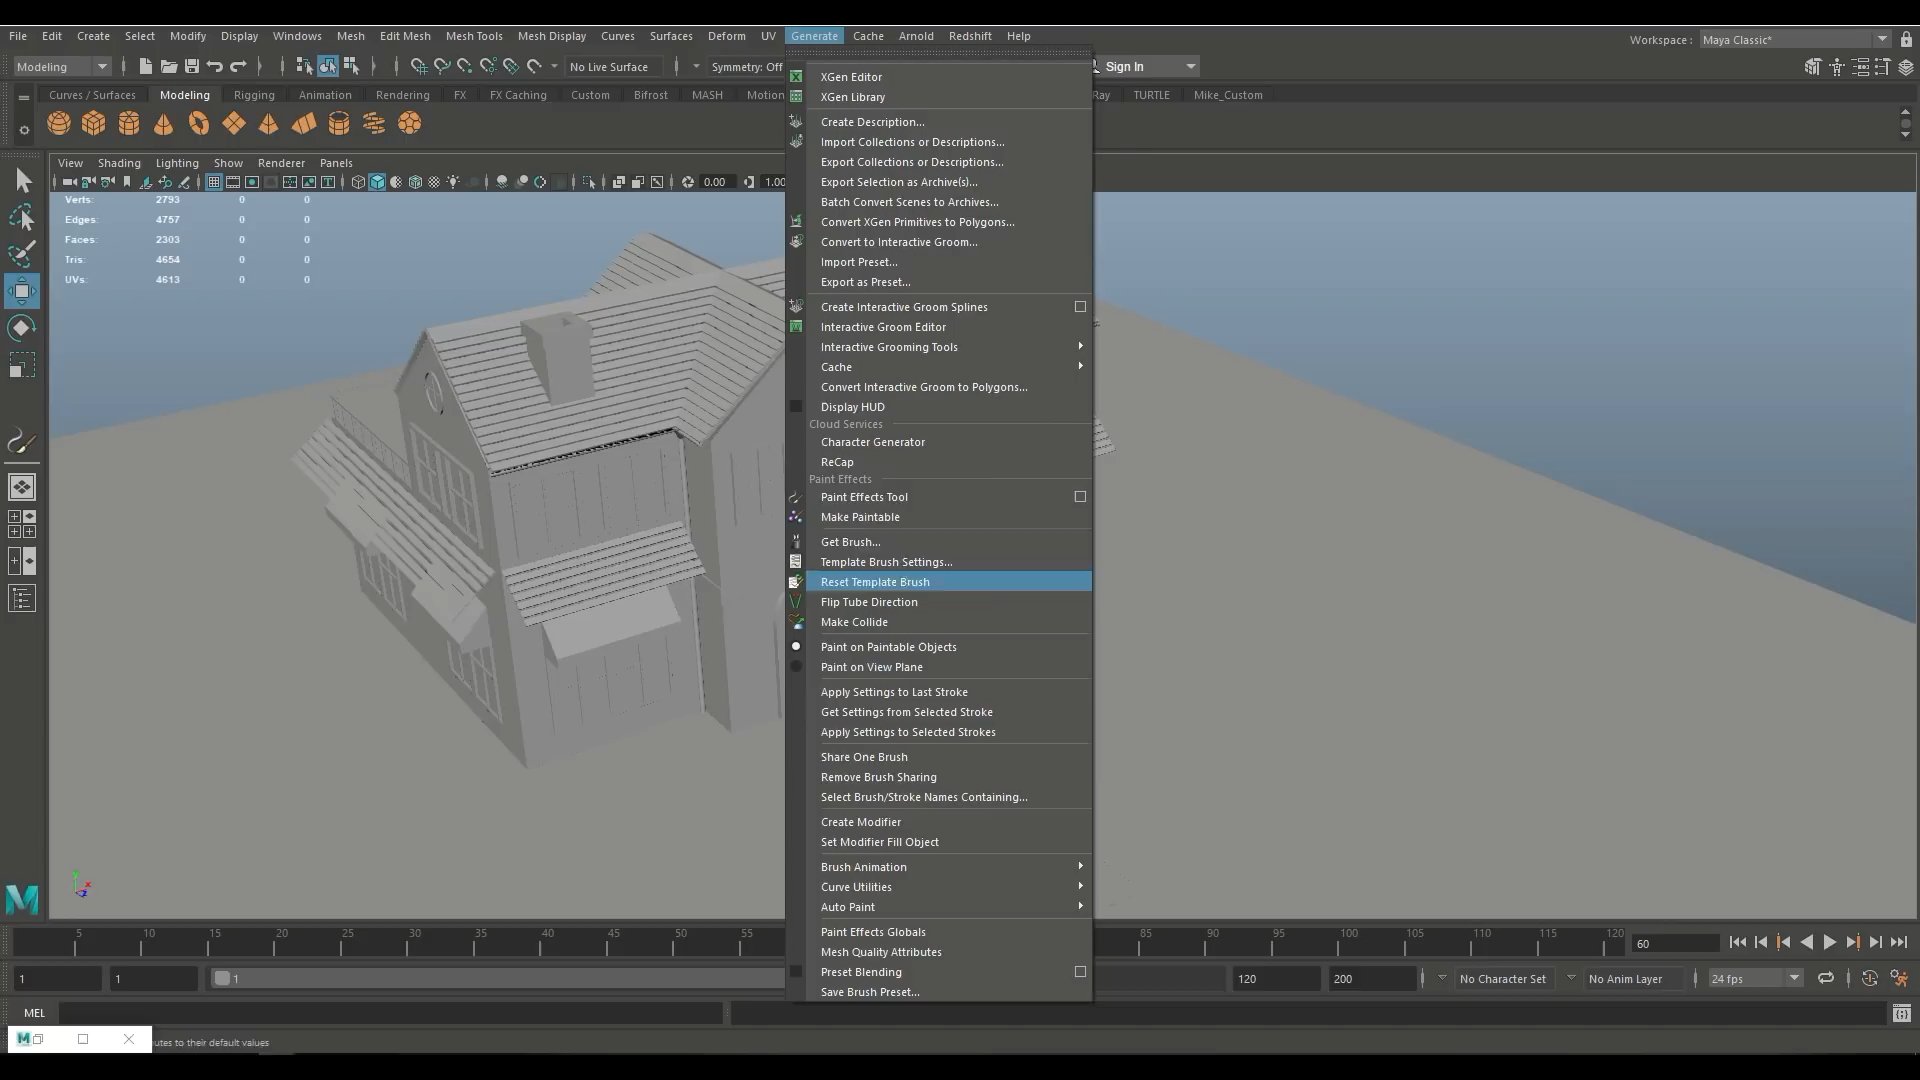 File Edit Create Select Modify Display Windows Mesh Edit Mesh Mesh Tools Mesh Display Curves Surfaces Deform UV Generate Cache Arnold Redshift Help
Workspace : Maya Classic*
Modeling No Live Surface Symmetry: Off Sign In
Curves / Surfaces Modeling Rigging Animation Rendering FX FX Caching Custom Bifrost MASH Motion Ray TURTLE Mike_Custom
View Shading Lighting Show Renderer Panels
0.00 1.00
Verts: 2793 0 0
Edges: 4757 0 0
Faces: 2303 0 0
Tris: 4654 0 0
UVs: 4613 0 0
XGen Editor
XGen Library
Create Description...
Import Collections or Descriptions...
Export Collections or Descriptions...
Export Selection as Archive(s)...
Batch Convert Scenes to Archives...
Convert XGen Primitives to Polygons...
Convert to Interactive Groom...
Import Preset...
Export as Preset...
Create Interactive Groom Splines
Interactive Groom Editor
Interactive Grooming Tools
Cache
Convert Interactive Groom to Polygons...
Display HUD
Cloud Services
Character Generator
ReCap
Paint Effects
Paint Effects Tool
Make Paintable
Get Brush...
Template Brush Settings...
Reset Template Brush
Flip Tube Direction
Make Collide
Paint on Paintable Objects
Paint on View Plane
Apply Settings to Last Stroke
Get Settings from Selected Stroke
Apply Settings to Selected Strokes
Share One Brush
Remove Brush Sharing
Select Brush/Stroke Names Containing...
Create Modifier
Set Modifier Fill Object
Brush Animation
Curve Utilities
Auto Paint
Paint Effects Globals
Mesh Quality Attributes
Preset Blending
Save Brush Preset...
y x z
5 10 15 20 25 30 35 40 45 50 55 85 90 95 100 105 110 115 120
60
1 1 1 120 200 No Character Set No Anim Layer 24 fps
MEL
utes to their default values